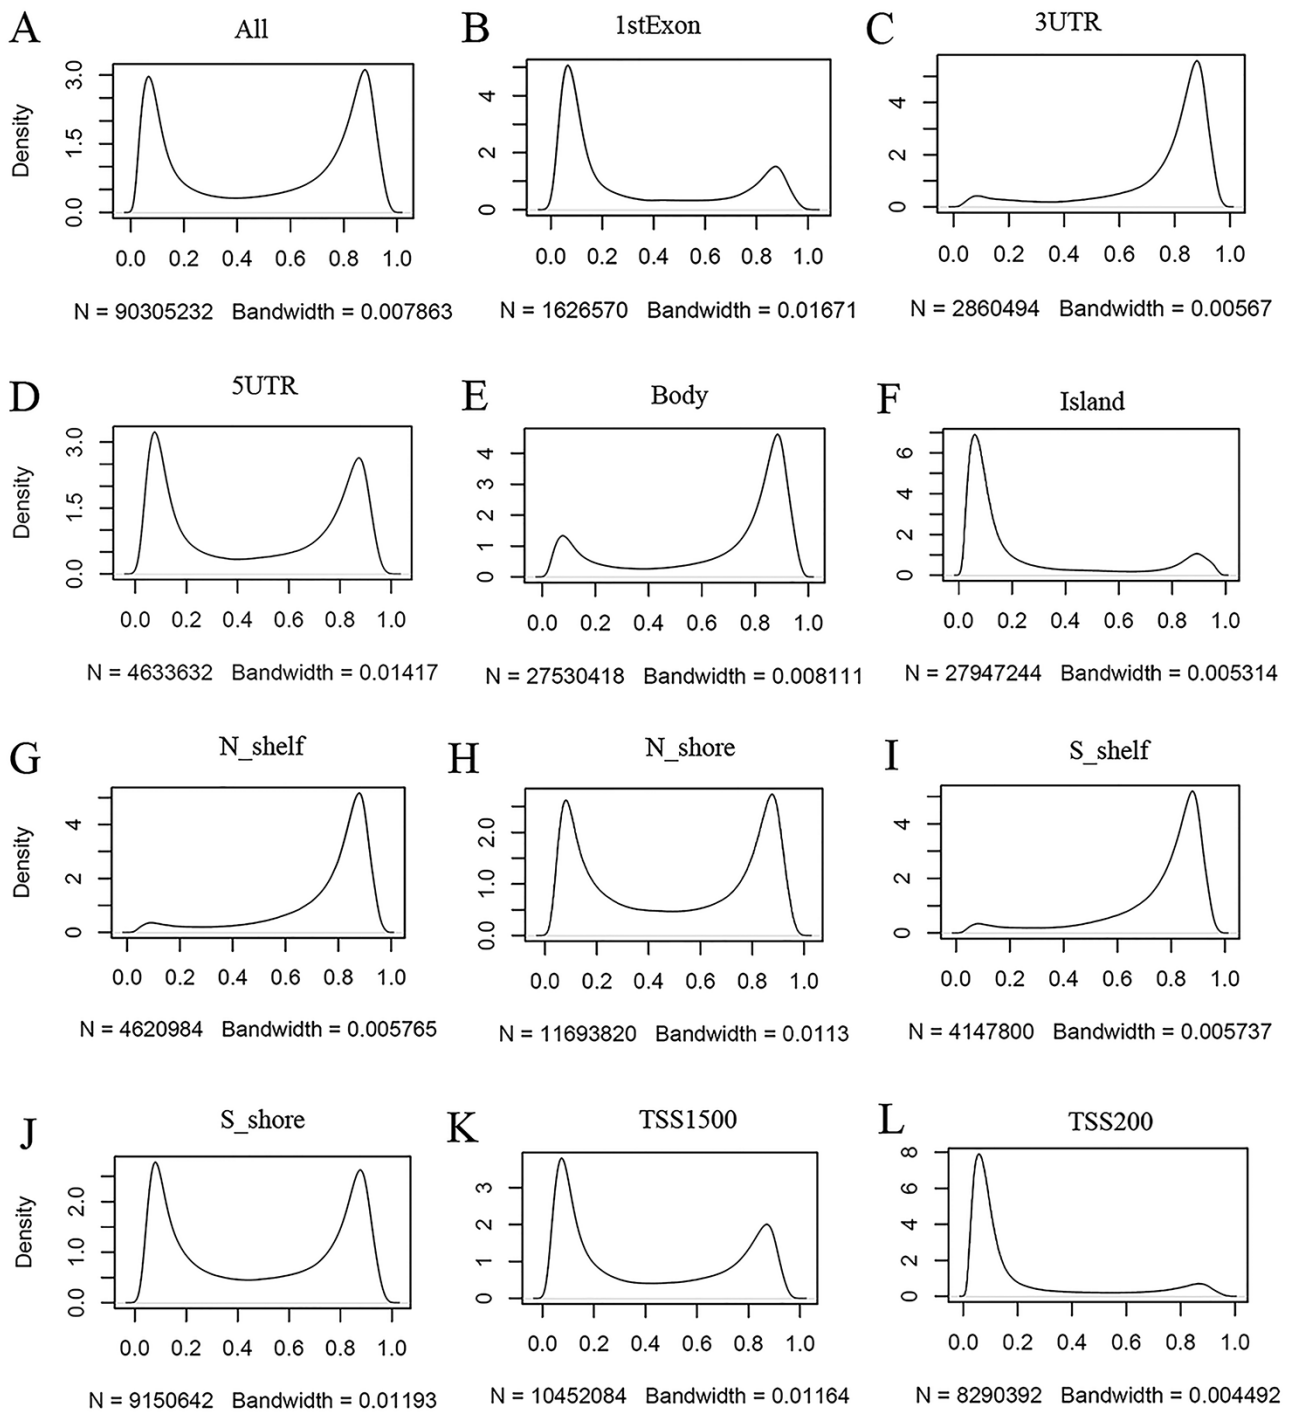 A
All
Density
0.0 1.5 3.0
0.0 0.2 0.4 0.6 0.8 1.0
N = 90305232 Bandwidth = 0.007863
B
1stExon
0 2 4
0.0 0.2 0.4 0.6 0.8 1.0
N = 1626570 Bandwidth = 0.01671
C
3UTR
0 2 4
0.0 0.2 0.4 0.6 0.8 1.0
N = 2860494 Bandwidth = 0.00567
D
5UTR
Density
0.0 1.5 3.0
0.0 0.2 0.4 0.6 0.8 1.0
N = 4633632 Bandwidth = 0.01417
E
Body
0 1 2 3 4
0.0 0.2 0.4 0.6 0.8 1.0
N = 27530418 Bandwidth = 0.008111
F
Island
0 2 4 6
0.0 0.2 0.4 0.6 0.8 1.0
N = 27947244 Bandwidth = 0.005314
G
N_shelf
Density
0 2 4
0.0 0.2 0.4 0.6 0.8 1.0
N = 4620984 Bandwidth = 0.005765
H
N_shore
0.0 1.0 2.0
0.0 0.2 0.4 0.6 0.8 1.0
N = 11693820 Bandwidth = 0.0113
I
S_shelf
0 2 4
0.0 0.2 0.4 0.6 0.8 1.0
N = 4147800 Bandwidth = 0.005737
J
S_shore
Density
0.0 1.0 2.0
0.0 0.2 0.4 0.6 0.8 1.0
N = 9150642 Bandwidth = 0.01193
K
TSS1500
0 1 2 3
0.0 0.2 0.4 0.6 0.8 1.0
N = 10452084 Bandwidth = 0.01164
L
TSS200
0 2 4 6 8
0.0 0.2 0.4 0.6 0.8 1.0
N = 8290392 Bandwidth = 0.004492